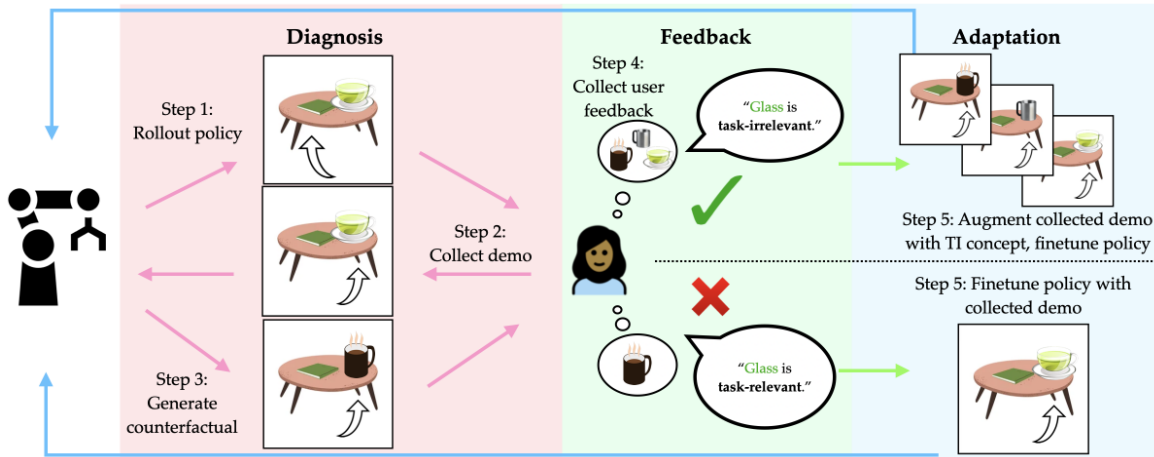 Diagnosis
Step 1:
Rollout policy
Step 2:
Collect demo
Step 3:
Generate
counterfactual
Feedback
Step 4:
Collect user
feedback
“Glass is
task-irrelevant.”
“Glass is
task-relevant.”
Adaptation
Step 5: Augment collected demo
with TI concept, finetune policy
Step 5: Finetune policy with
collected demo